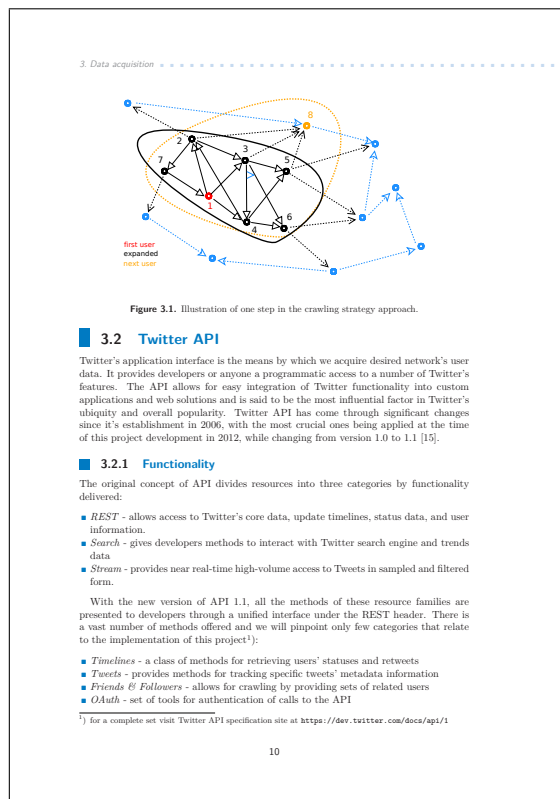 3. Data acquisition
8
2
3
7
5
1
6
4
first user
expanded
next user
Figure 3.1. Illustration of one step in the crawling strategy approach.
3.2 Twitter API
Twitter's application interface is the means by which we acquire desired network's user
data. It provides developers or anyone a programmatic access to a number of Twitter's
features. The API allows for easy integration of Twitter functionality into custom
applications and web solutions and is said to be the most influential factor in Twitter's
ubiquity and overall popularity. Twitter API has come through significant changes
since it's establishment in 2006, with the most crucial ones being applied at the time
of this project development in 2012, while changing from version 1.0 to 1.1 [15].
3.2.1 Functionality
The original concept of API divides resources into three categories by functionality
delivered:
REST - allows access to Twitter's core data, update timelines, status data, and user
information.
Search - gives developers methods to interact with Twitter search engine and trends
data
Stream - provides near real-time high-volume access to Tweets in sampled and filtered
form.
With the new version of API 1.1, all the methods of these resource families are
presented to developers through a unified interface under the REST header. There is
a vast number of methods offered and we will pinpoint only few categories that relate
to the implementation of this project¹):
Timelines - a class of methods for retrieving users' statuses and retweets
Tweets - provides methods for tracking specific tweets' metadata information
Friends & Followers - allows for crawling by providing sets of related users
OAuth - set of tools for authentication of calls to the API
¹) for a complete set visit Twitter API specification site at https://dev.twitter.com/docs/api/1
10